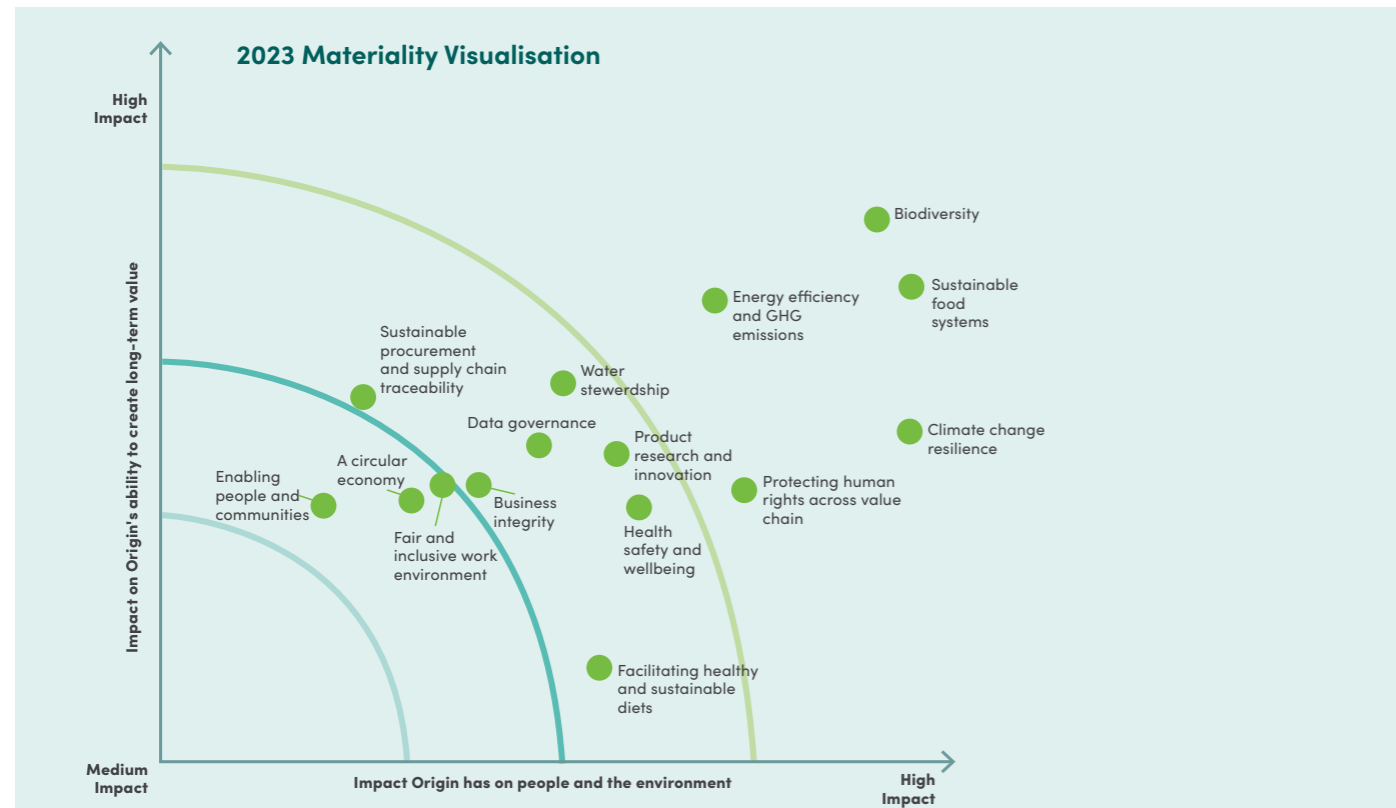 2023 Materiality Visualisation
High
Impact
Impact on Origin's ability to create long-term value
Biodiversity
Sustainable
food
systems
Energy efficiency
and GHG
emissions
Sustainable
procurement
and supply chain
traceability
Water
stewerdship
Data governance
Product
research and
innovation
Climate change
resilience
A circular
economy
Enabling
people and
communities
Business
integrity
Protecting human
rights across value
chain
Fair and
inclusive work
environment
Health
safety and
wellbeing
Facilitating healthy
and sustainable
diets
Medium
Impact
Impact Origin has on people and the environment
High
Impact